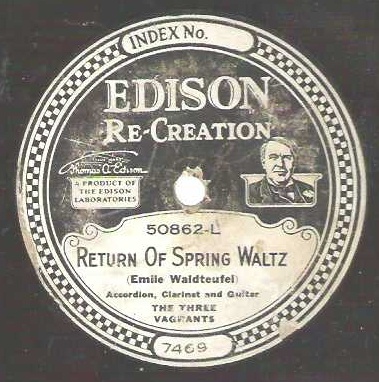 INDEX No.
EDISON
RE-CREATION
Thomas A. Edison
A PRODUCT OF
THE EDISON
LABORATORIES
50862-L
RETURN OF SPRING WALTZ
(Emile Waldteufel)
Accordion, Clarinet and Guitar
THE THREE
VAGRANTS
7469